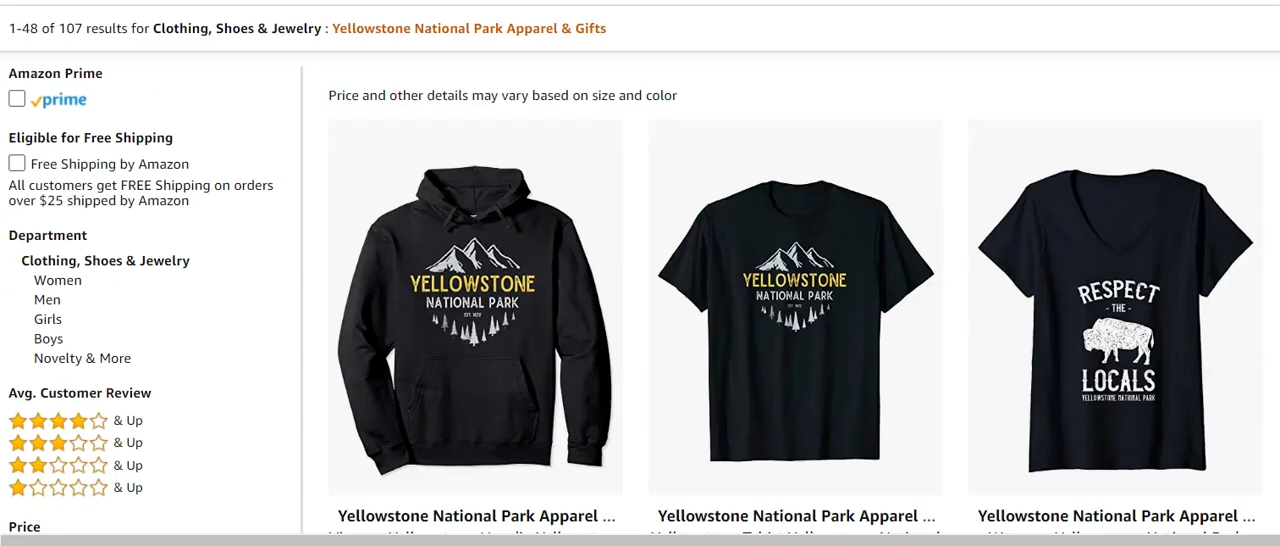 1-48 of 107 results for Clothing, Shoes & Jewelry : Yellowstone National Park Apparel & Gifts
Amazon Prime
prime
Eligible for Free Shipping
Free Shipping by Amazon
All customers get FREE Shipping on orders
over $25 shipped by Amazon
Department
Clothing, Shoes & Jewelry
Women
Men
Girls
Boys
Novelty & More
Avg. Customer Review
& Up
& Up
& Up
& Up
Price
Price and other details may vary based on size and color
YELLOWSTONE
NATIONAL PARK
EST. 1872
Yellowstone National Park Apparel ...
YELLOWSTONE
NATIONAL PARK
EST. 1872
Yellowstone National Park Apparel ...
RESPECT
- THE -
LOCALS
YELLOWSTONE NATIONAL PARK
Yellowstone National Park Apparel ...